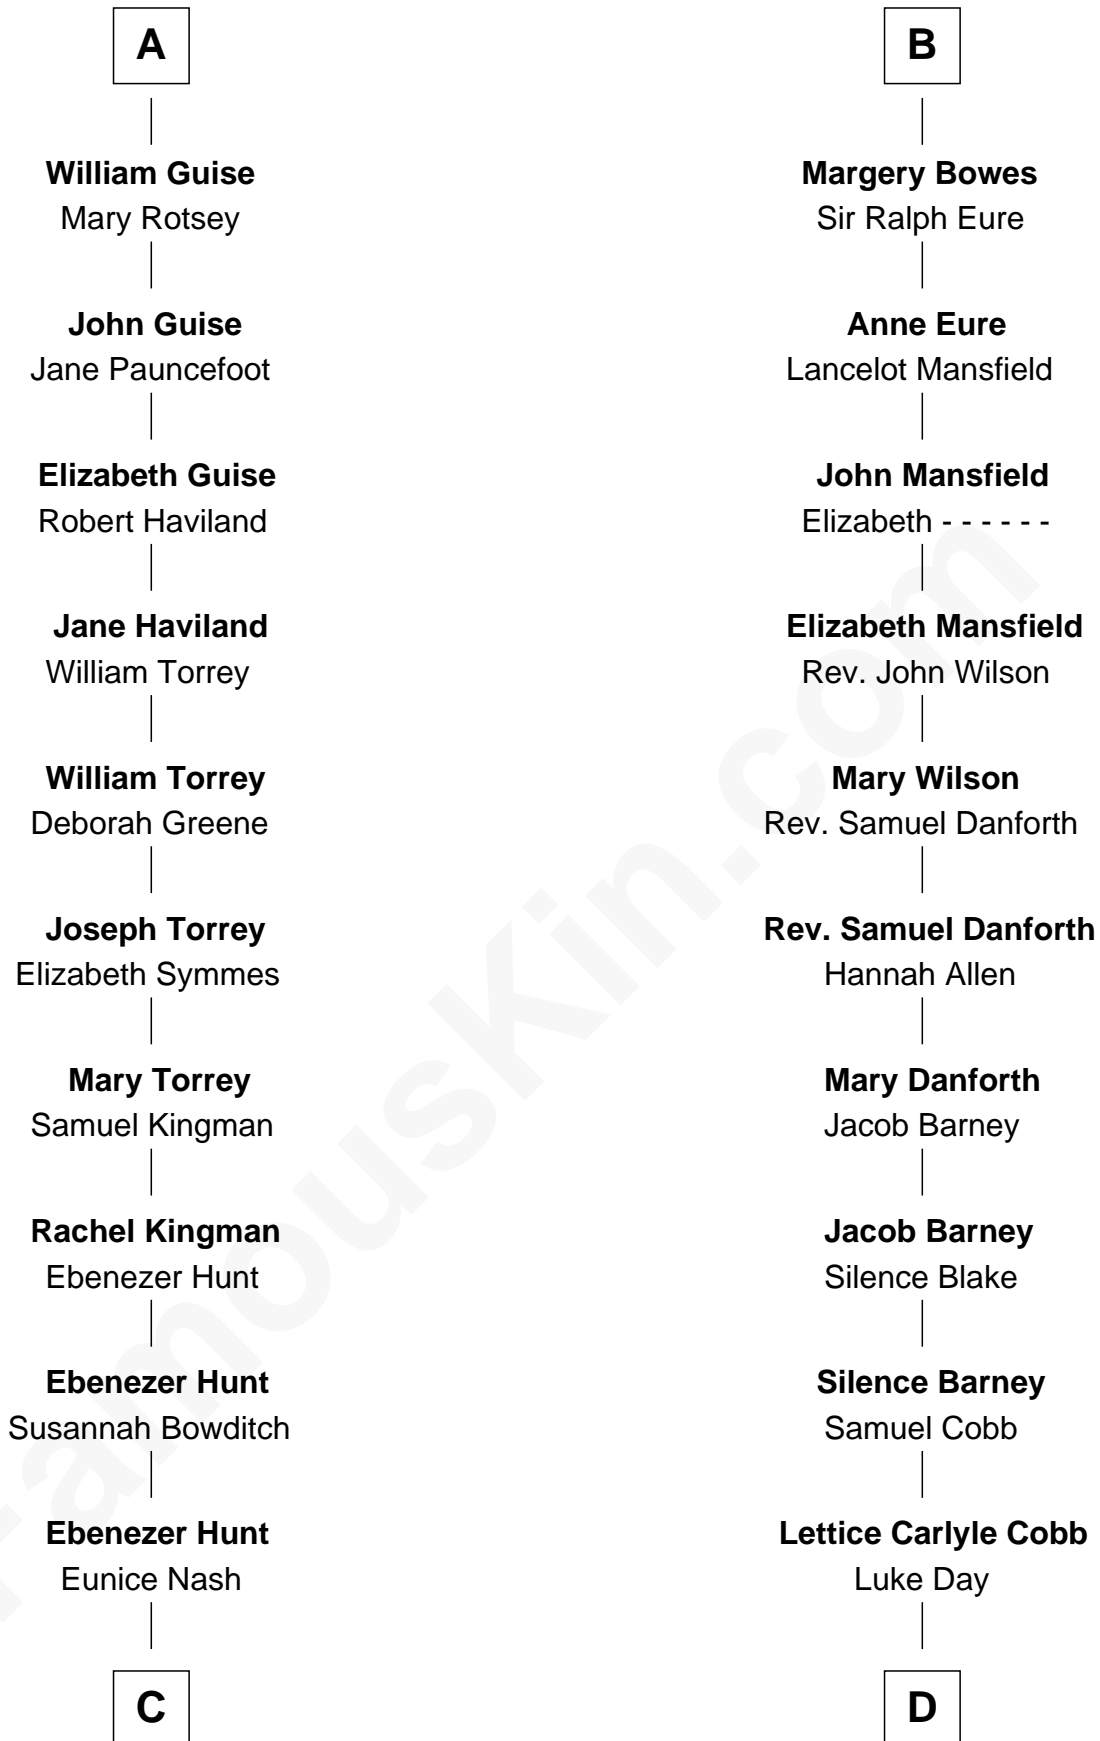 A
William Guise
Mary Rotsey
John Guise
Jane Pauncefoot
Elizabeth Guise
Robert Haviland
Jane Haviland
William Torrey
William Torrey
Deborah Greene
Joseph Torrey
Elizabeth Symmes
Mary Torrey
Samuel Kingman
Rachel Kingman
Ebenezer Hunt
Ebenezer Hunt
Susannah Bowditch
Ebenezer Hunt
Eunice Nash
C
B
Margery Bowes
Sir Ralph Eure
Anne Eure
Lancelot Mansfield
John Mansfield
Elizabeth - - - - - -
Elizabeth Mansfield
Rev. John Wilson
Mary Wilson
Rev. Samuel Danforth
Rev. Samuel Danforth
Hannah Allen
Mary Danforth
Jacob Barney
Jacob Barney
Silence Blake
Silence Barney
Samuel Cobb
Lettice Carlyle Cobb
Luke Day
D
FamousKin.com